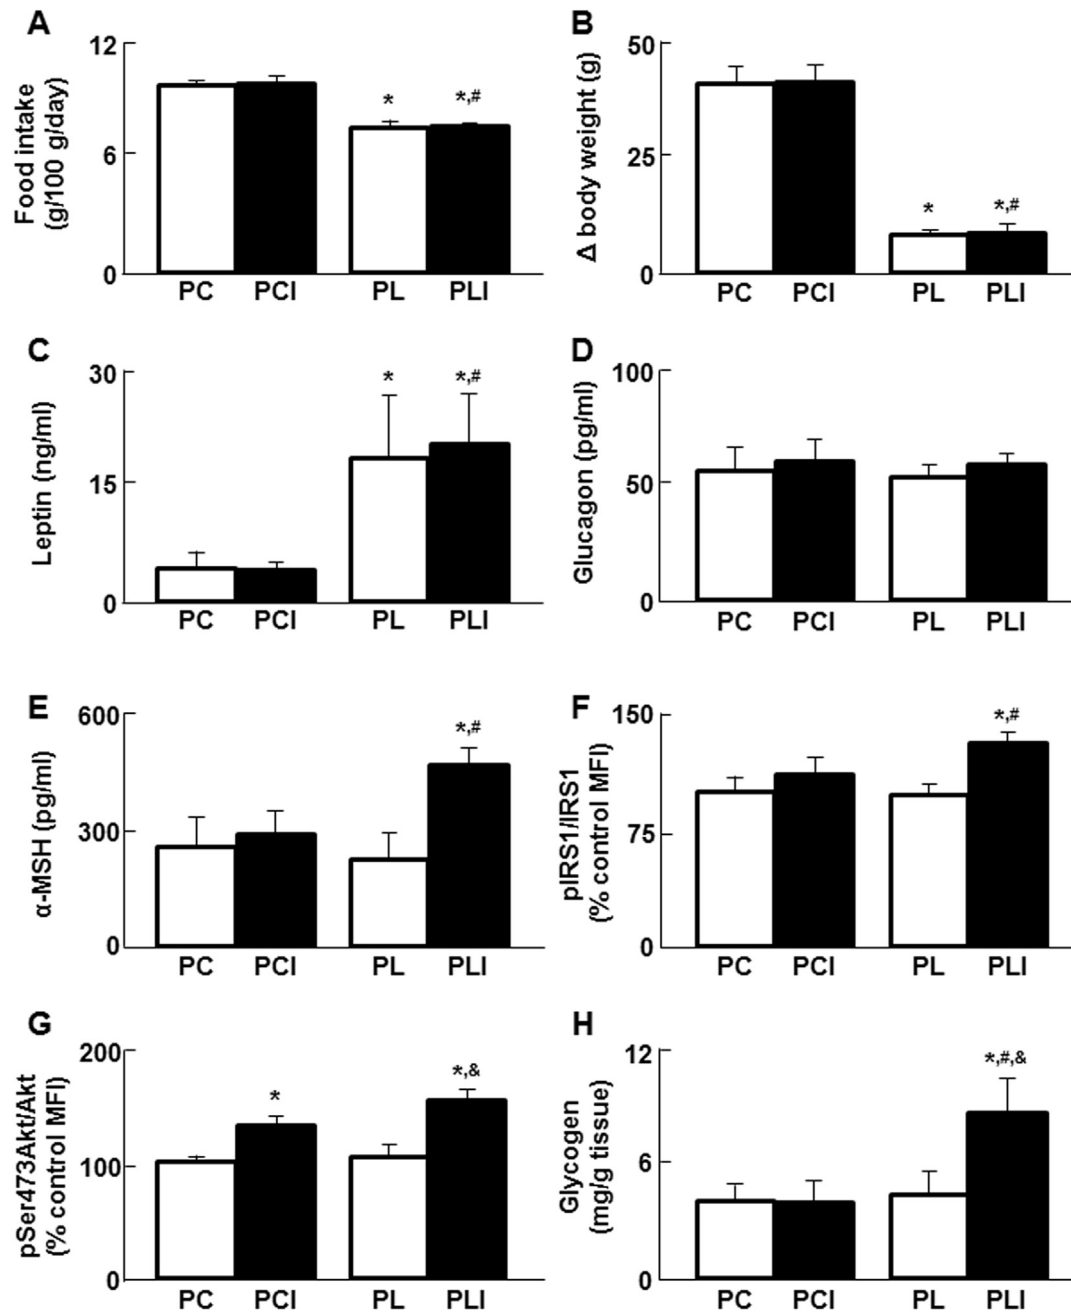 A
Food intake
(g/100 g/day)
12
6
0
*
*,#
PC PCI PL PLI
B
Δ body weight (g)
50
25
0
*
*,#
PC PCI PL PLI
C
Leptin (ng/ml)
30
15
0
*
*,#
PC PCI PL PLI
D
Glucagon (pg/ml)
100
50
0
PC PCI PL PLI
E
α-MSH (pg/ml)
600
300
0
*,#
PC PCI PL PLI
F
pIRS1/IRS1
(% control MFI)
150
75
0
*,#
PC PCI PL PLI
G
pSer473Akt/Akt
(% control MFI)
200
100
0
*
*,&
PC PCI PL PLI
H
Glycogen
(mg/g tissue)
12
6
0
*,#,&
PC PCI PL PLI